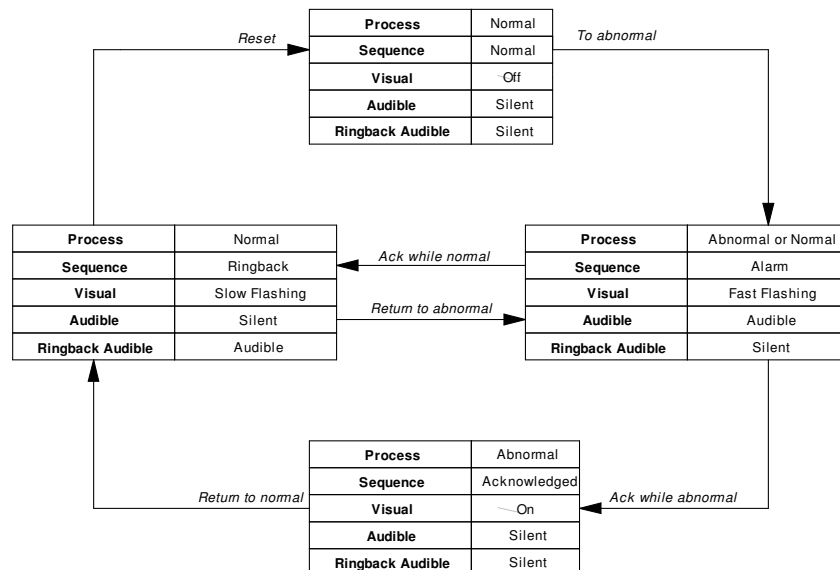 Process Normal
Reset
To abnormal
Sequence Normal
Visual Off
Audible Silent
Ringback Audible Silent
Process Normal
Sequence Ringback
Visual Slow Flashing
Audible Silent
Ringback Audible Audible
Ack while normal
Return to abnormal
Process Abnormal or Normal
Sequence Alarm
Visual Fast Flashing
Audible Audible
Ringback Audible Silent
Process Abnormal
Sequence Acknowledged
Return to normal
Ack while abnormal
Visual On
Audible Silent
Ringback Audible Silent